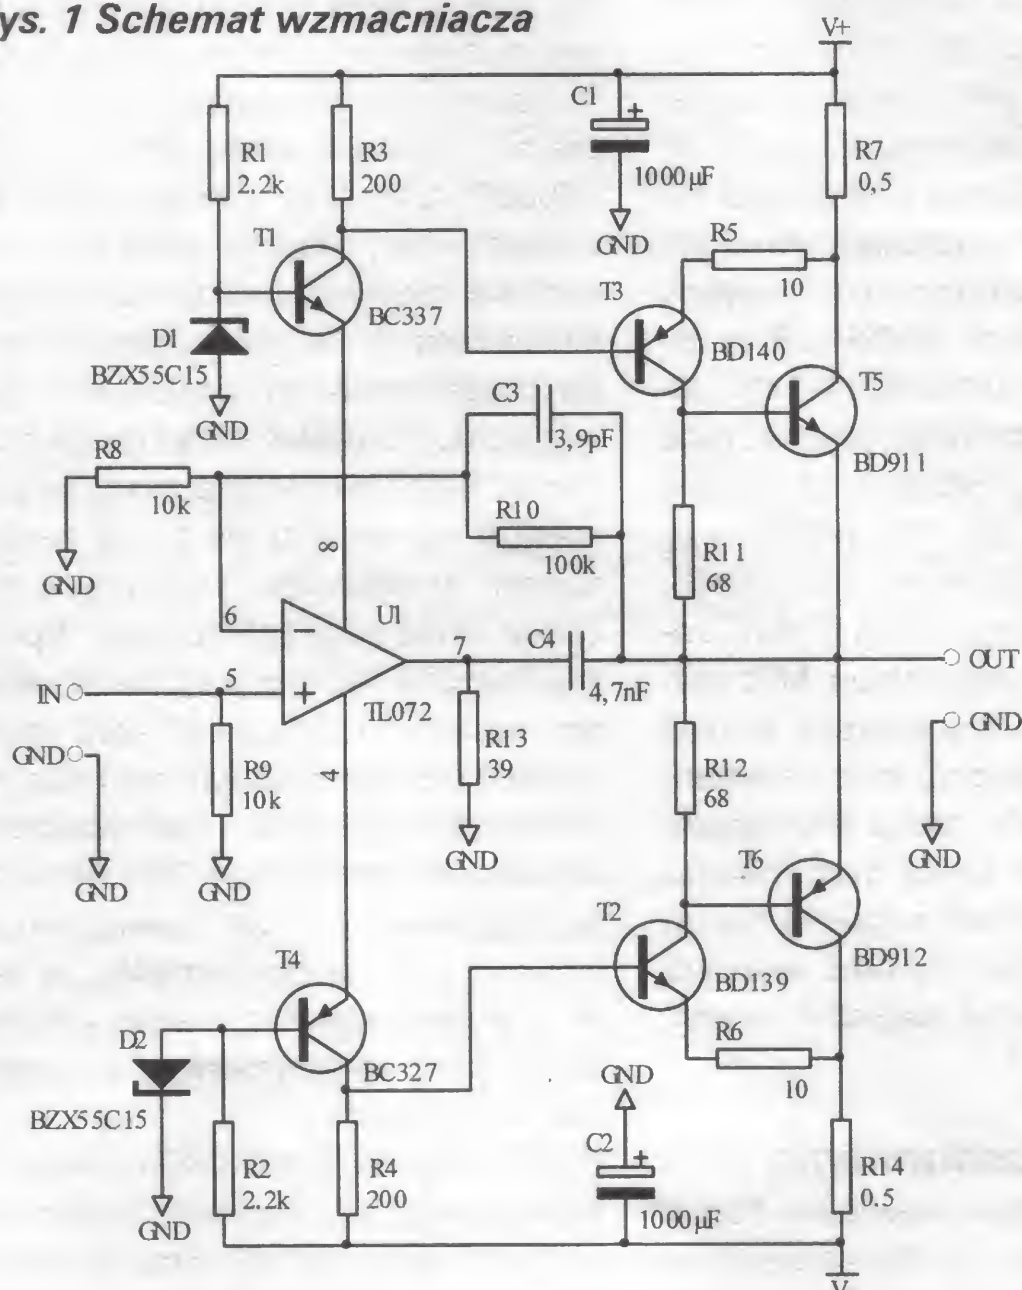 ys. 1 Schemat wzmacniacza
V+
C1
+
1000μF
GND
R1
2,2k
R3
200
R7
0,5
T1
BC337
R5
10
T3
BD140
T5
BD911
D1
BZX55C15
GND
C3
3,9pF
R8
10k
GND
R10
100k
8
R11
68
U1
6
7
C4
4,7nF
OUT
IN
5
TL072
GND
GND
R9
10k
R13
39
R12
68
4
GND
GND
GND
GND
T6
BD912
T2
BD139
T4
BC327
D2
BZX55C15
R6
10
GND
C2
+
1000μF
R2
2.2k
R4
200
R14
0.5
GND
V-